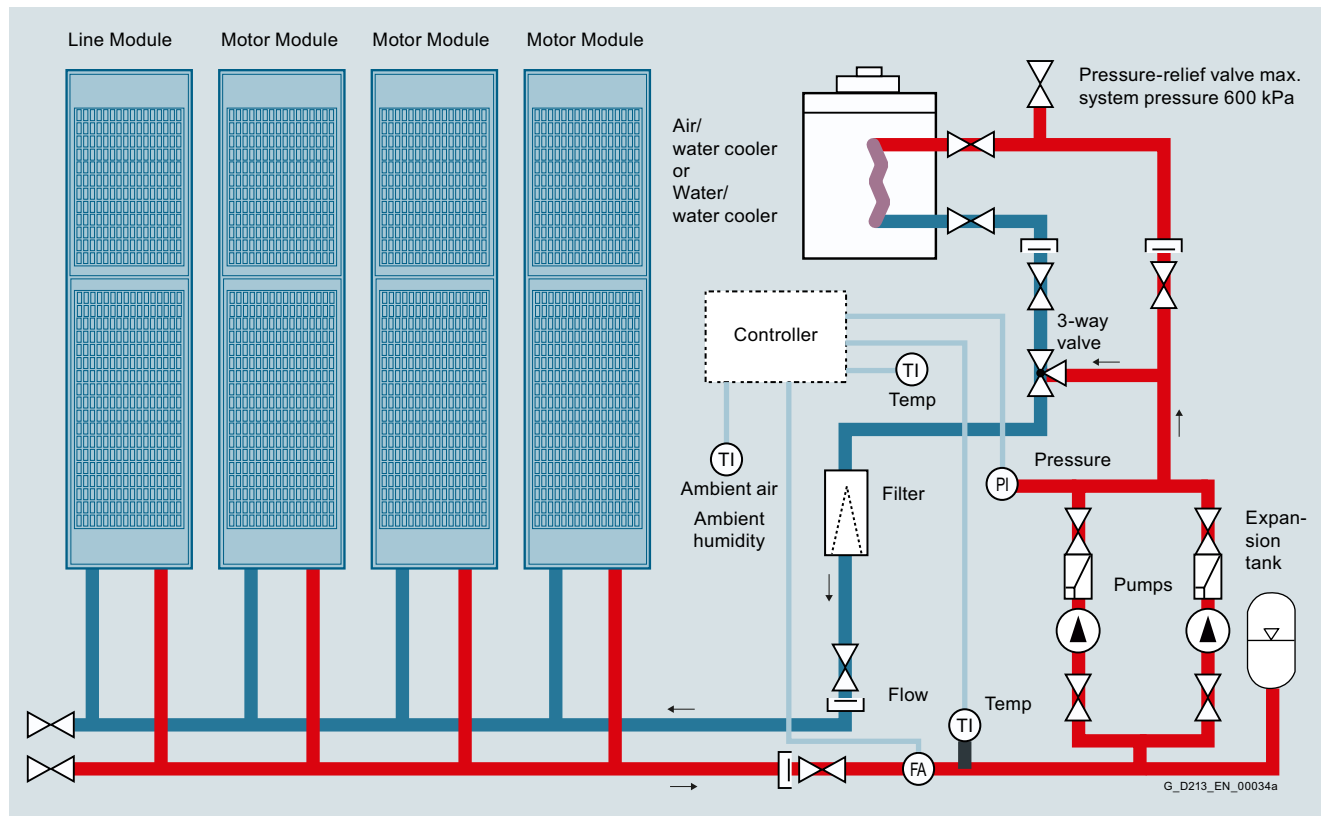 Line Module
Motor Module
Motor Module
Motor Module
Pressure-relief valve max.
system pressure 600 kPa
Air/
water cooler
or
Water/
water cooler
Controller
3-way
valve
TI
Temp
TI
Ambient air
Ambient
humidity
Pressure
PI
Filter
Expan-
sion
tank
Pumps
Flow
Temp
TI
FA
G_D213_EN_00034a